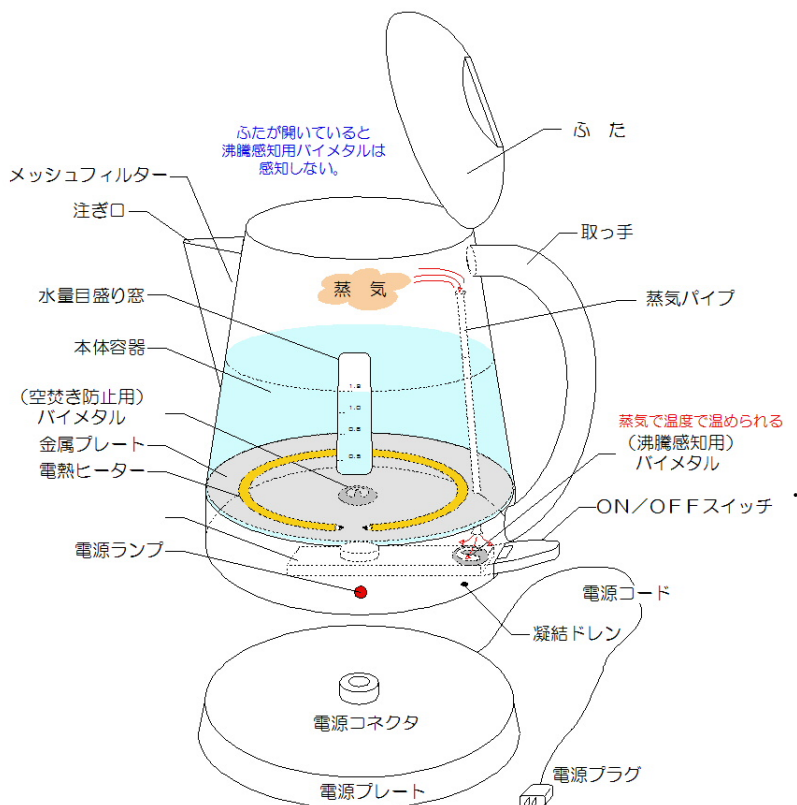 ふたが開いていると
沸騰感知用バイメタルは
感知しない。
ふ た
メッシュフィルター
注ぎ口
取っ手
蒸 気
水量目盛り窓
蒸気パイプ
本体容器
(空焚き防止用)
バイメタル
蒸気で温度で温められる
(沸騰感知用)
バイメタル
金属プレート
電熱ヒーター
ON/OFFスイッチ
電源ランプ
電源コード
凝結ドレン
電源コネクタ
電源プラグ
電源プレート